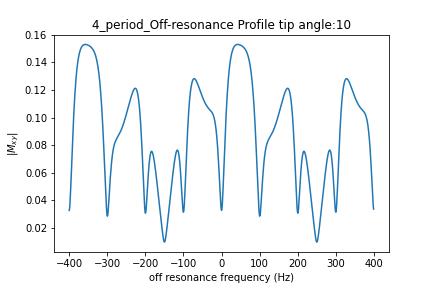 4_period_Off-resonance Profile tip angle:10
0.16
0.14
0.12
0.10
0.08
0.06
0.04
0.02
|Mxy|
−400 −300 −200 −100 0 100 200 300 400
off resonance frequency (Hz)